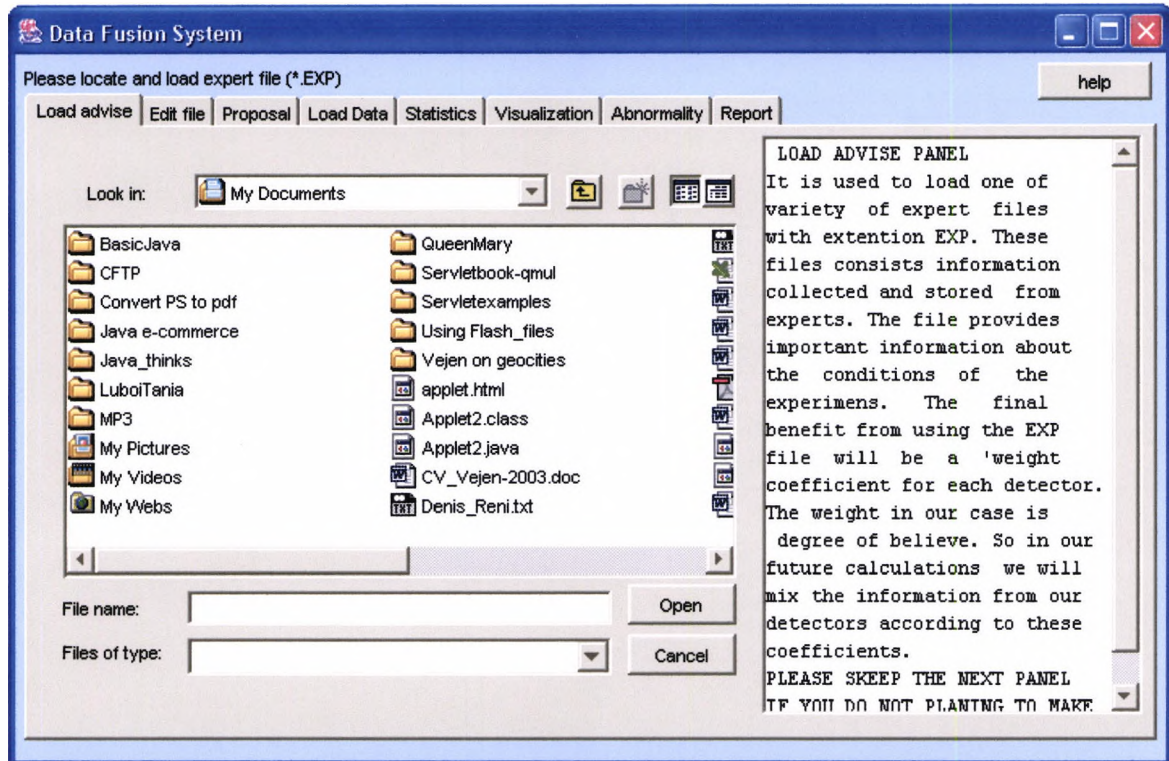 Data Fusion System
Please locate and load expert file (*.EXP)
help
Load advise Edit file Proposal Load Data Statistics Visualization Abnormality Report
Look in: My Documents
BasicJava
CFTP
Convert PS to pdf
Java e-commerce
Java_thinks
LuboiTania
MP3
My Pictures
My Videos
My Webs
QueenMary
Servletbook-qmul
Servletexamples
Using Flash_files
Vejen on geocities
applet.html
Applet2.class
Applet2.java
CV_Vejen-2003.doc
Denis_Reni.txt
File name:
Open
Files of type:
Cancel
LOAD ADVISE PANEL
It is used to load one of
variety of expert files
with extention EXP. These
files consists information
collected and stored from
experts. The file provides
important information about
the conditions of the
experimens. The final
benefit from using the EXP
file will be a 'weight
coefficient for each detector.
The weight in our case is
degree of believe. So in our
future calculations we will
mix the information from our
detectors according to these
coefficients.
PLEASE SKEEP THE NEXT PANEL
IF YOU DO NOT PLANING TO MAKE